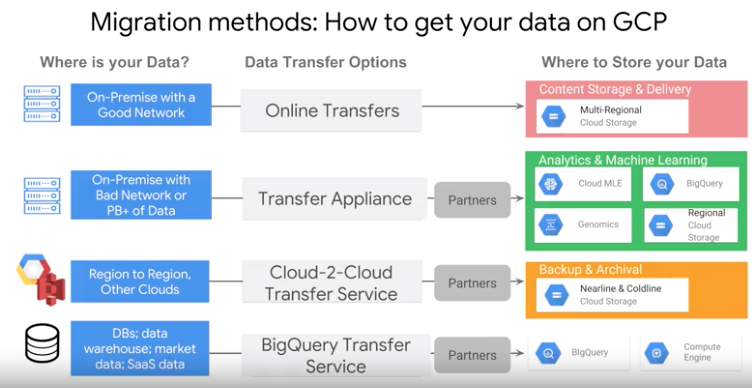 Migration methods: How to get your data on GCP
Where is your Data?
Data Transfer Options
Where to Store your Data
On-Premise with a
Good Network
Online Transfers
Content Storage & Delivery
Multi-Regional
Cloud Storage
On-Premise with
Bad Network or
PB+ of Data
Transfer Appliance
Partners
Analytics & Machine Learning
Cloud MLE
BigQuery
Genomics
Regional
Cloud
Storage
Region to Region,
Other Clouds
Cloud-2-Cloud
Transfer Service
Partners
Backup & Archival
Nearline & Coldline
Cloud Storage
DBs; data
warehouse; market
data; SaaS data
BigQuery Transfer
Service
Partners
BIgQuery
Compute
Engine